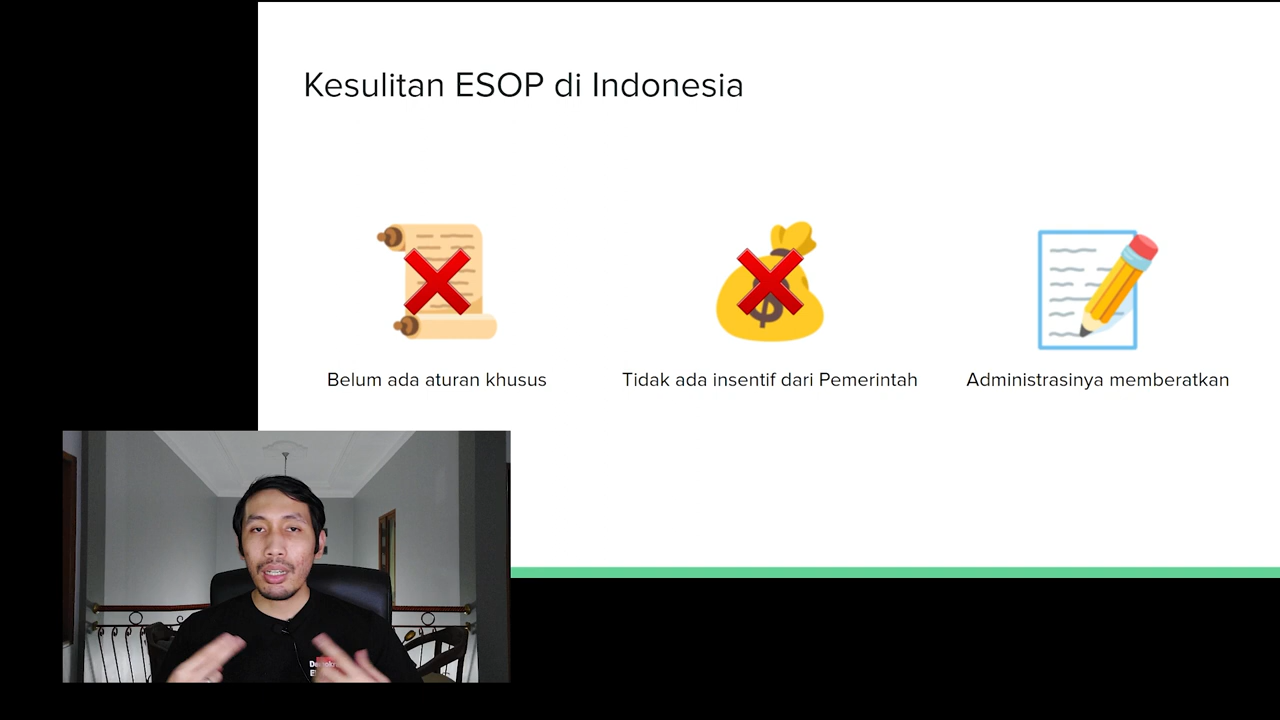 Kesulitan ESOP di Indonesia
Belum ada aturan khusus
Tidak ada insentif dari Pemerintah
Administrasinya memberatkan